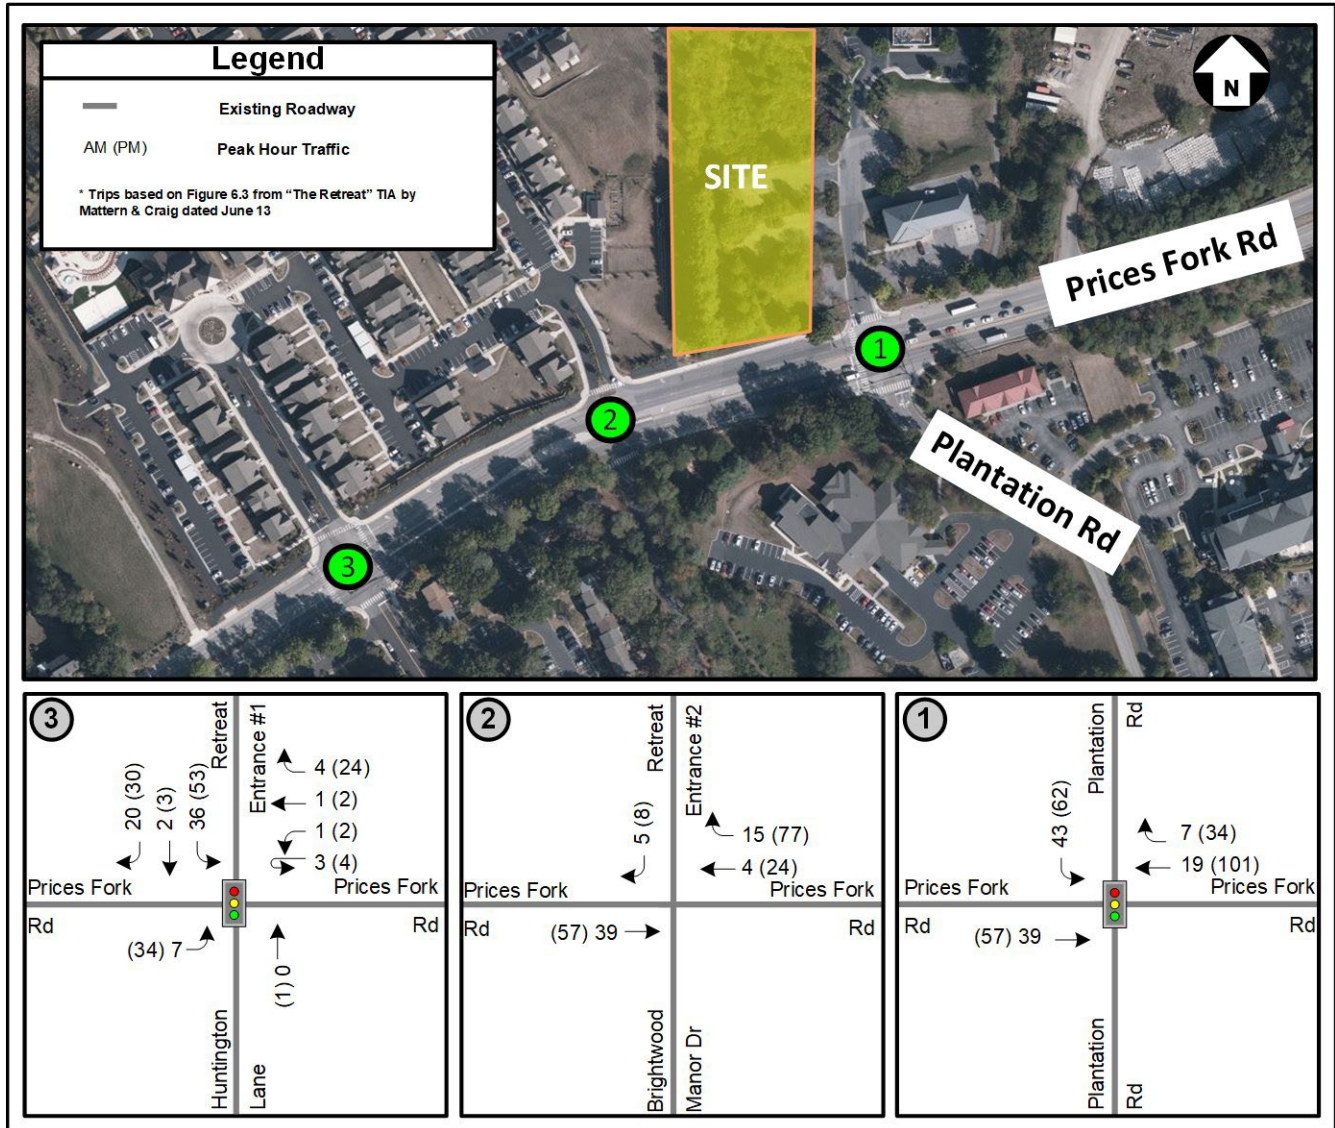 Legend
Existing Roadway
AM (PM) Peak Hour Traffic
* Trips based on Figure 6.3 from “The Retreat” TIA by
Mattern & Craig dated June 13
N
SITE
Prices Fork Rd
Plantation Rd
1
2
3
3
Retreat
Entrance #1
20 (30)
2 (3)
36 (53)
4 (24)
1 (2)
1 (2)
3 (4)
Prices Fork
Prices Fork
Rd
Rd
(34) 7
(1) 0
Huntington
Lane
2
Retreat
Entrance #2
5 (8)
15 (77)
4 (24)
Prices Fork
Prices Fork
Rd
Rd
(57) 39
Brightwood
Manor Dr
1
Plantation
Rd
43 (62)
7 (34)
19 (101)
Prices Fork
Prices Fork
Rd
Rd
(57) 39
Plantation
Rd